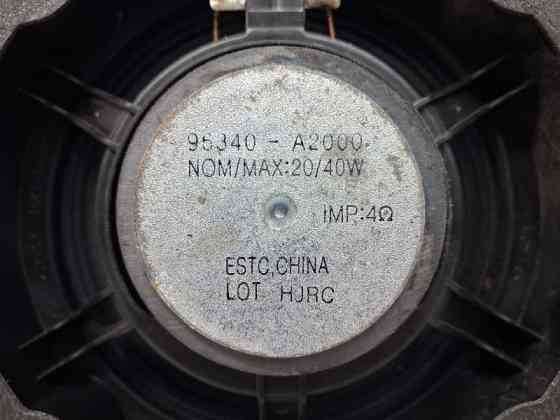 96340 - A2000
NOM/MAX:20/40W
IMP:4Ω
ESTC,CHINA
LOT HJRC